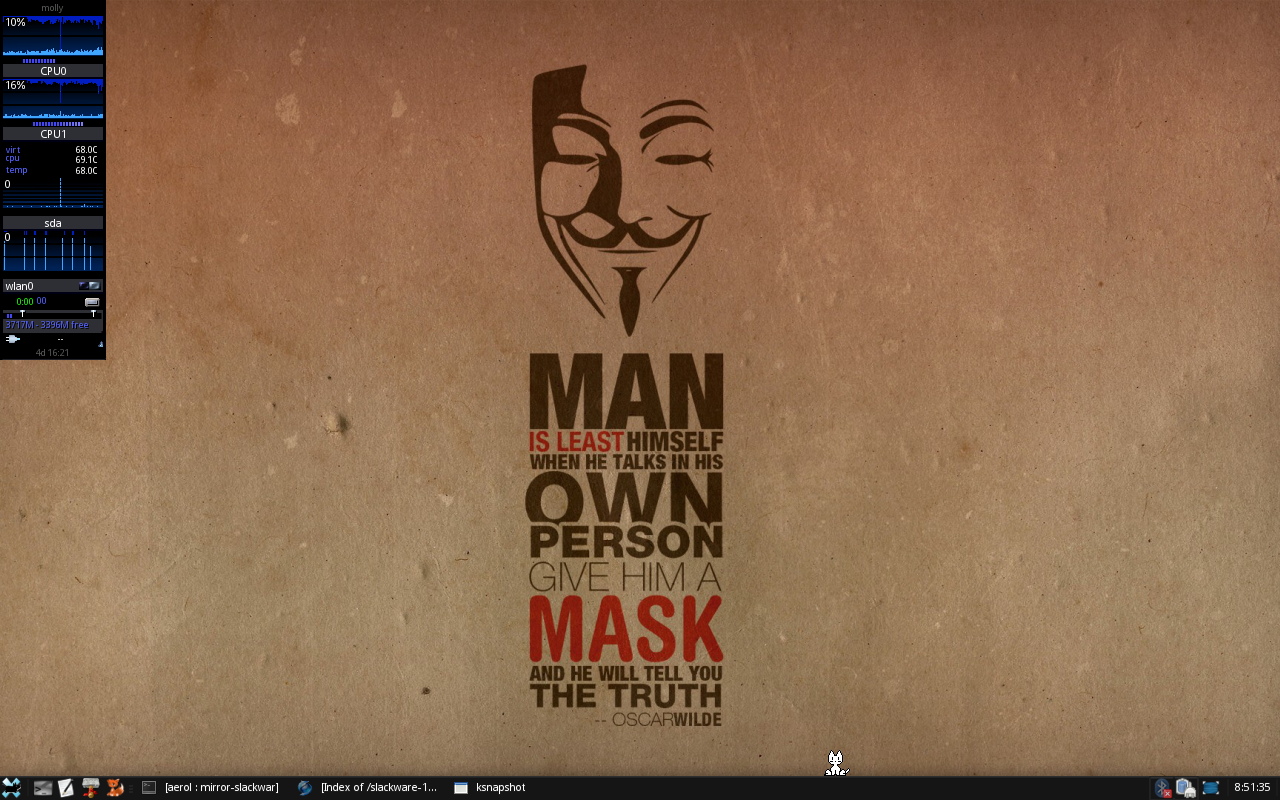 molly
10%
CPU0
16%
CPU1
virt 68.0C
cpu 69.1C
temp 68.0C
0
sda
0
wlan0
0:00 00
3717M - 3396M free
--
4d 16:21
MAN
IS LEAST HIMSELF
WHEN HE TALKS IN HIS
OWN
PERSON
GIVE HIM A
MASK
AND HE WILL TELL YOU
THE TRUTH
-- OSCARWILDE
[aerol : mirror-slackwar]
[Index of /slackware-1...
ksnapshot
8:51:35